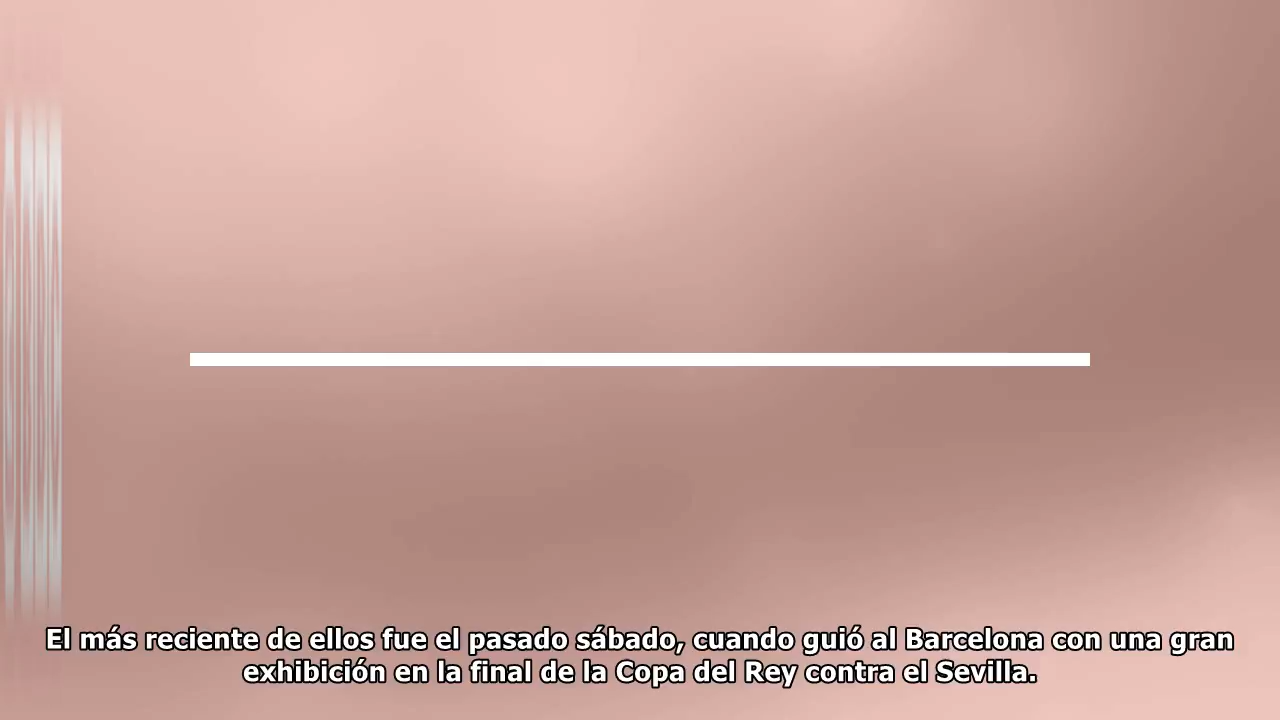 El más reciente de ellos fue el pasado sábado, cuando guió al Barcelona con una gran
exhibición en la final de la Copa del Rey contra el Sevilla.